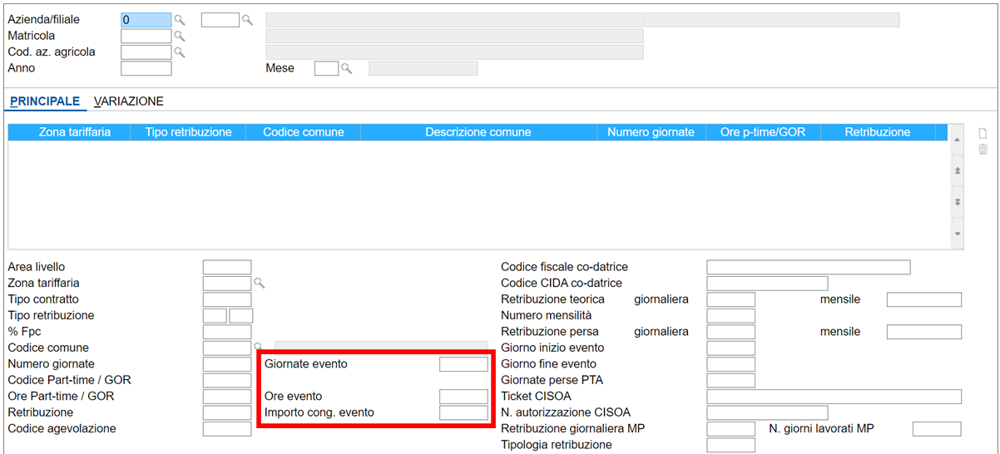 Azienda/filiale 0
Matricola
Cod. az. agricola
Anno Mese
PRINCIPALE VARIAZIONE
Zona tariffaria Tipo retribuzione Codice comune Descrizione comune Numero giornate Ore p-time/GOR Retribuzione
Area livello Codice fiscale co-datrice
Zona tariffaria Codice CIDA co-datrice
Tipo contratto Retribuzione teorica giornaliera mensile
Tipo retribuzione Numero mensilità
% Fpc Retribuzione persa giornaliera mensile
Codice comune Giorno inizio evento
Numero giornate Giornate evento Giorno fine evento
Codice Part-time / GOR Giornate perse PTA
Ore Part-time / GOR Ore evento Ticket CISOA
Retribuzione Importo cong. evento N. autorizzazione CISOA
Codice agevolazione Retribuzione giornaliera MP N. giorni lavorati MP
Tipologia retribuzione